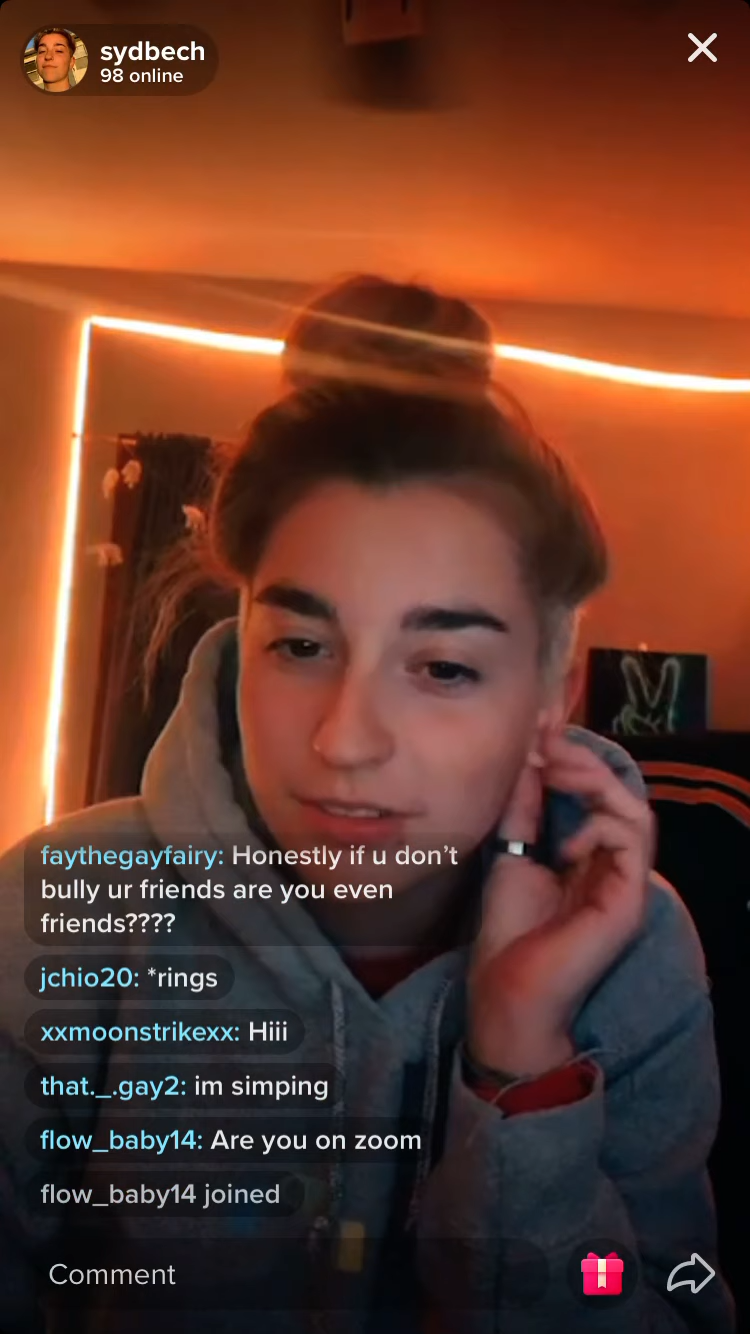 sydbech
98 online
faythegayfairy: Honestly if u don’t
bully ur friends are you even
friends????
jchio20: *rings
xxmoonstrikexx: Hiii
that._.gay2: im simping
flow_baby14: Are you on zoom
flow_baby14 joined
Comment